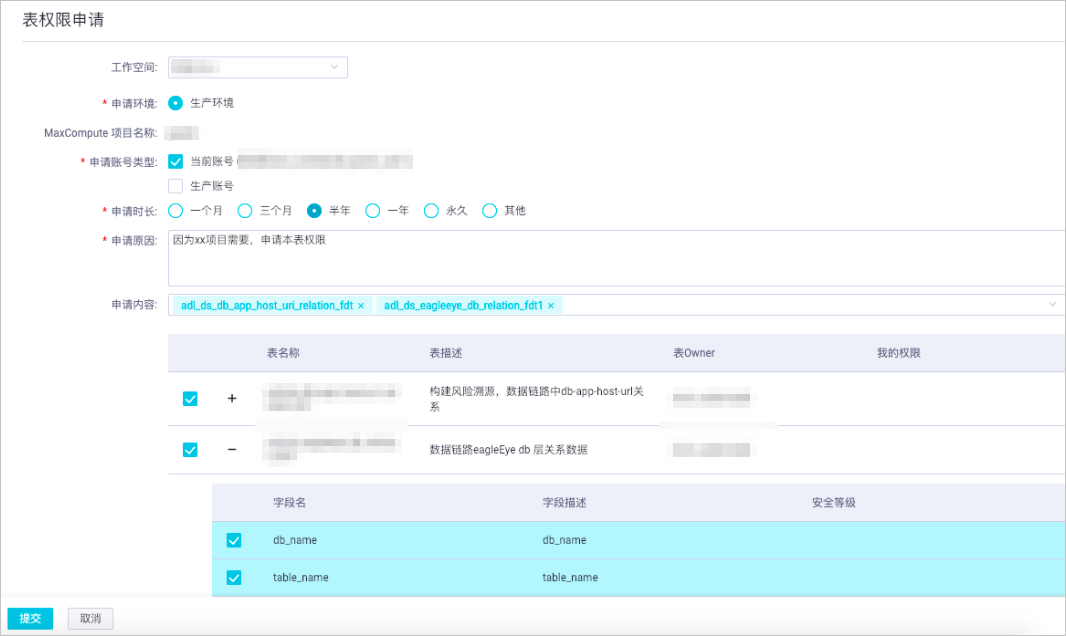 表权限申请
工作空间:
* 申请环境: 生产环境
MaxCompute 项目名称:
* 申请账号类型: 当前账号
生产账号
* 申请时长: 一个月 三个月 半年 一年 永久 其他
* 申请原因: 因为xx项目需要，申请本表权限
申请内容: adl_ds_db_app_host_uri_relation_fdt × adl_ds_eagleeye_db_relation_fdt1 ×
表名称 表描述 表Owner 我的权限
构建风险溯源，数据链路中db-app-host-url关
系
数据链路eagleEye db 层关系数据
字段名 字段描述 安全等级
db_name db_name
table_name table_name
提交 取消